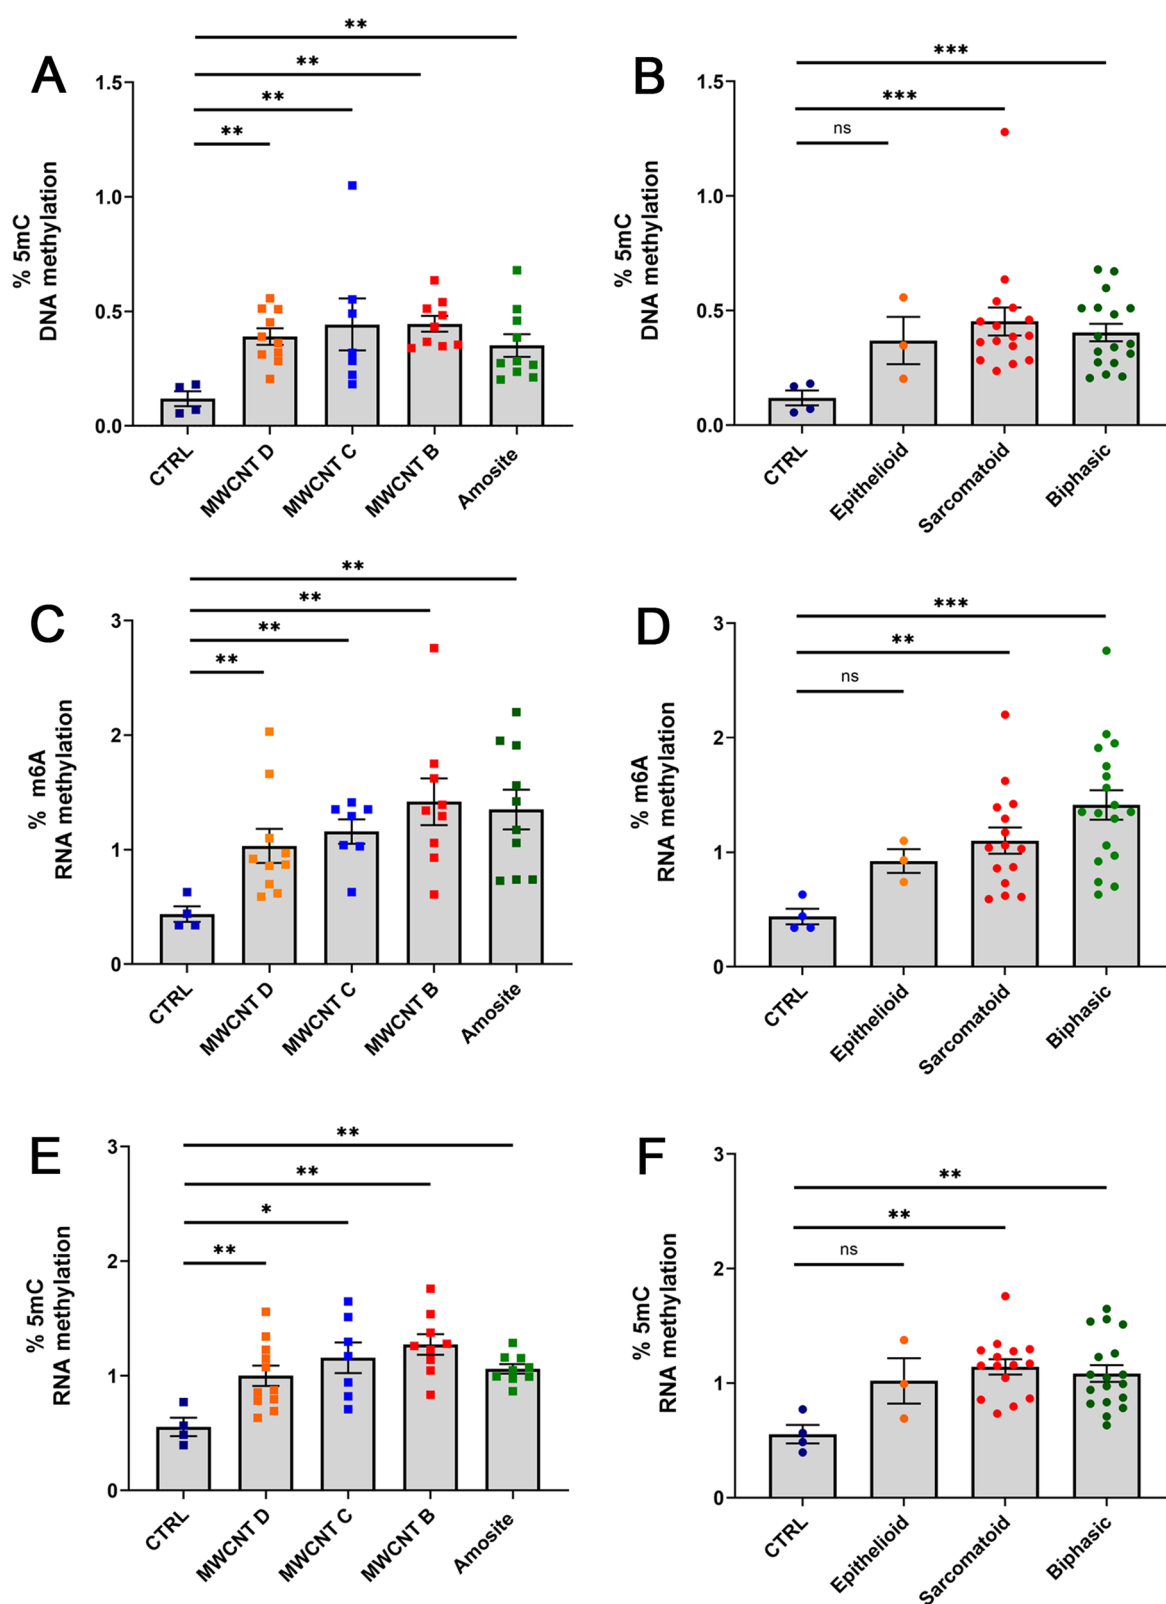 A
% 5mC
DNA methylation
1.5
1.0
0.5
0.0
**
**
**
**
CTRL
MWCNT D
MWCNT C
MWCNT B
Amosite
B
% 5mC
DNA methylation
1.5
1.0
0.5
0.0
***
***
ns
CTRL
Epithelioid
Sarcomatoid
Biphasic
C
% m6A
RNA methylation
3
2
1
0
**
**
**
**
CTRL
MWCNT D
MWCNT C
MWCNT B
Amosite
D
% m6A
RNA methylation
3
2
1
0
***
**
ns
CTRL
Epithelioid
Sarcomatoid
Biphasic
E
% 5mC
RNA methylation
3
2
1
0
**
**
*
**
CTRL
MWCNT D
MWCNT C
MWCNT B
Amosite
F
% 5mC
RNA methylation
3
2
1
0
**
**
ns
CTRL
Epithelioid
Sarcomatoid
Biphasic